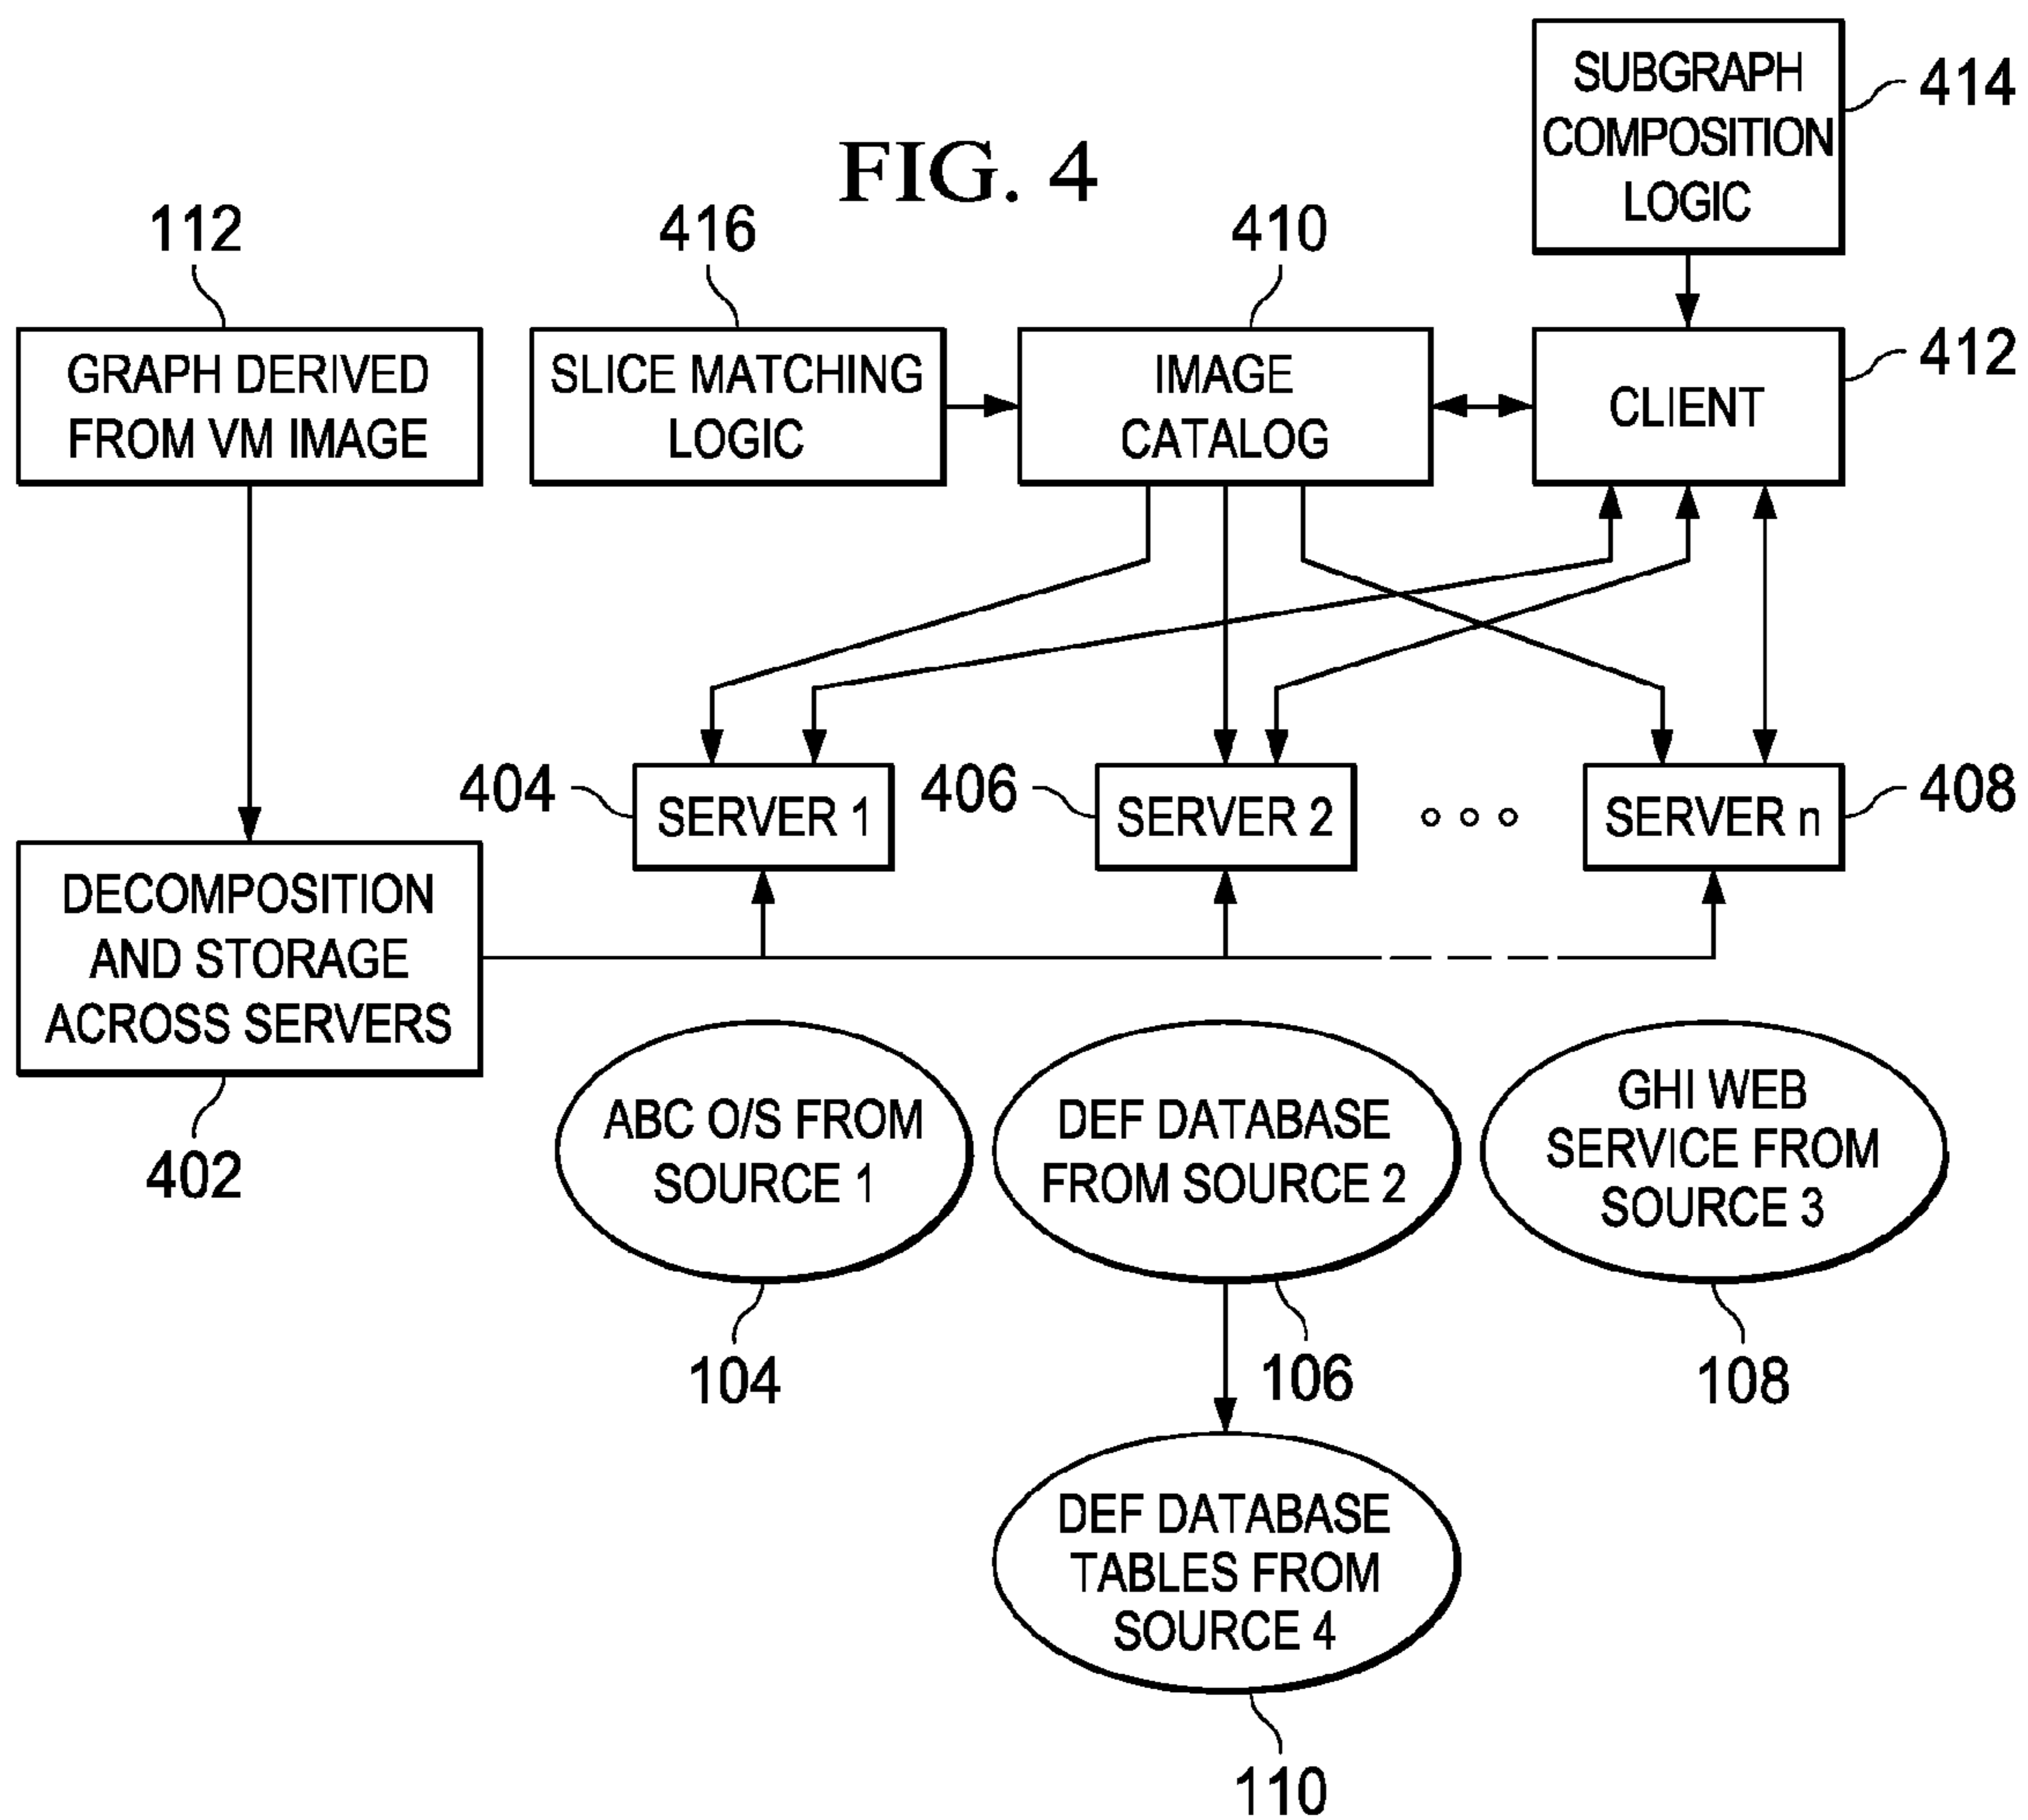 SUBGRAPH
COMPOSITION
LOGIC
414
FIG. 4
112
416
410
GRAPH DERIVED
FROM VM IMAGE
SLICE MATCHING
LOGIC
IMAGE
CATALOG
CLIENT
412
404
SERVER 1
406
SERVER 2
SERVER n
408
DECOMPOSITION
AND STORAGE
ACROSS SERVERS
402
ABC O/S FROM
SOURCE 1
104
DEF DATABASE
FROM SOURCE 2
106
GHI WEB
SERVICE FROM
SOURCE 3
108
DEF DATABASE
TABLES FROM
SOURCE 4
110